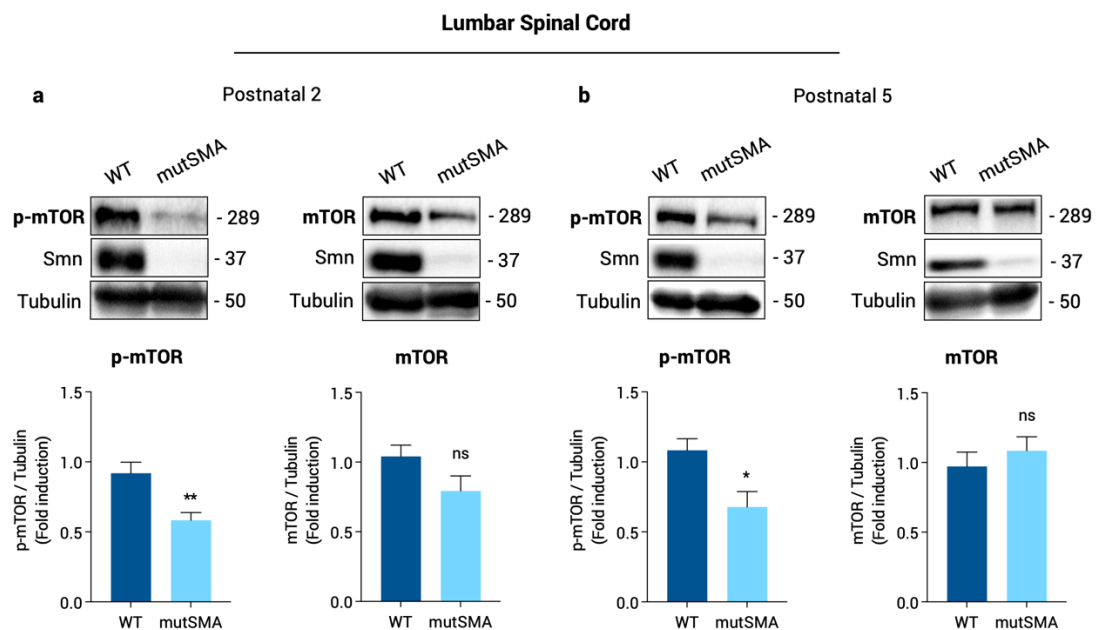 Lumbar Spinal Cord
a
Postnatal 2
WT mutSMA
p-mTOR - 289
Smn - 37
Tubulin - 50
WT mutSMA
mTOR - 289
Smn - 37
Tubulin - 50
p-mTOR
p-mTOR / Tubulin
(Fold induction)
1.5
1.0
0.5
0.0
**
WT mutSMA
mTOR
mTOR / Tubulin
(Fold induction)
1.5
1.0
0.5
0.0
ns
WT mutSMA
b
Postnatal 5
WT mutSMA
p-mTOR - 289
Smn - 37
Tubulin - 50
WT mutSMA
mTOR - 289
Smn - 37
Tubulin - 50
p-mTOR
p-mTOR / Tubulin
(Fold induction)
1.5
1.0
0.5
0.0
*
WT mutSMA
mTOR
mTOR / Tubulin
(Fold induction)
1.5
1.0
0.5
0.0
ns
WT mutSMA